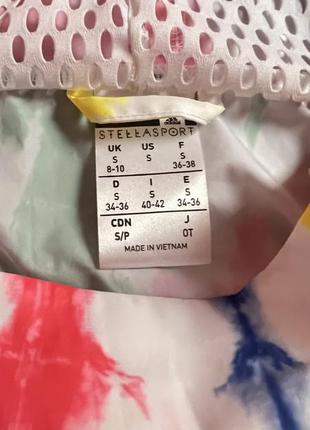 STELLASPORT
UK US F
S S S
8-10 36-38
D I E
S S S
34-36 40-42 34-36
CDN J
S/P OT
MADE IN VIETNAM